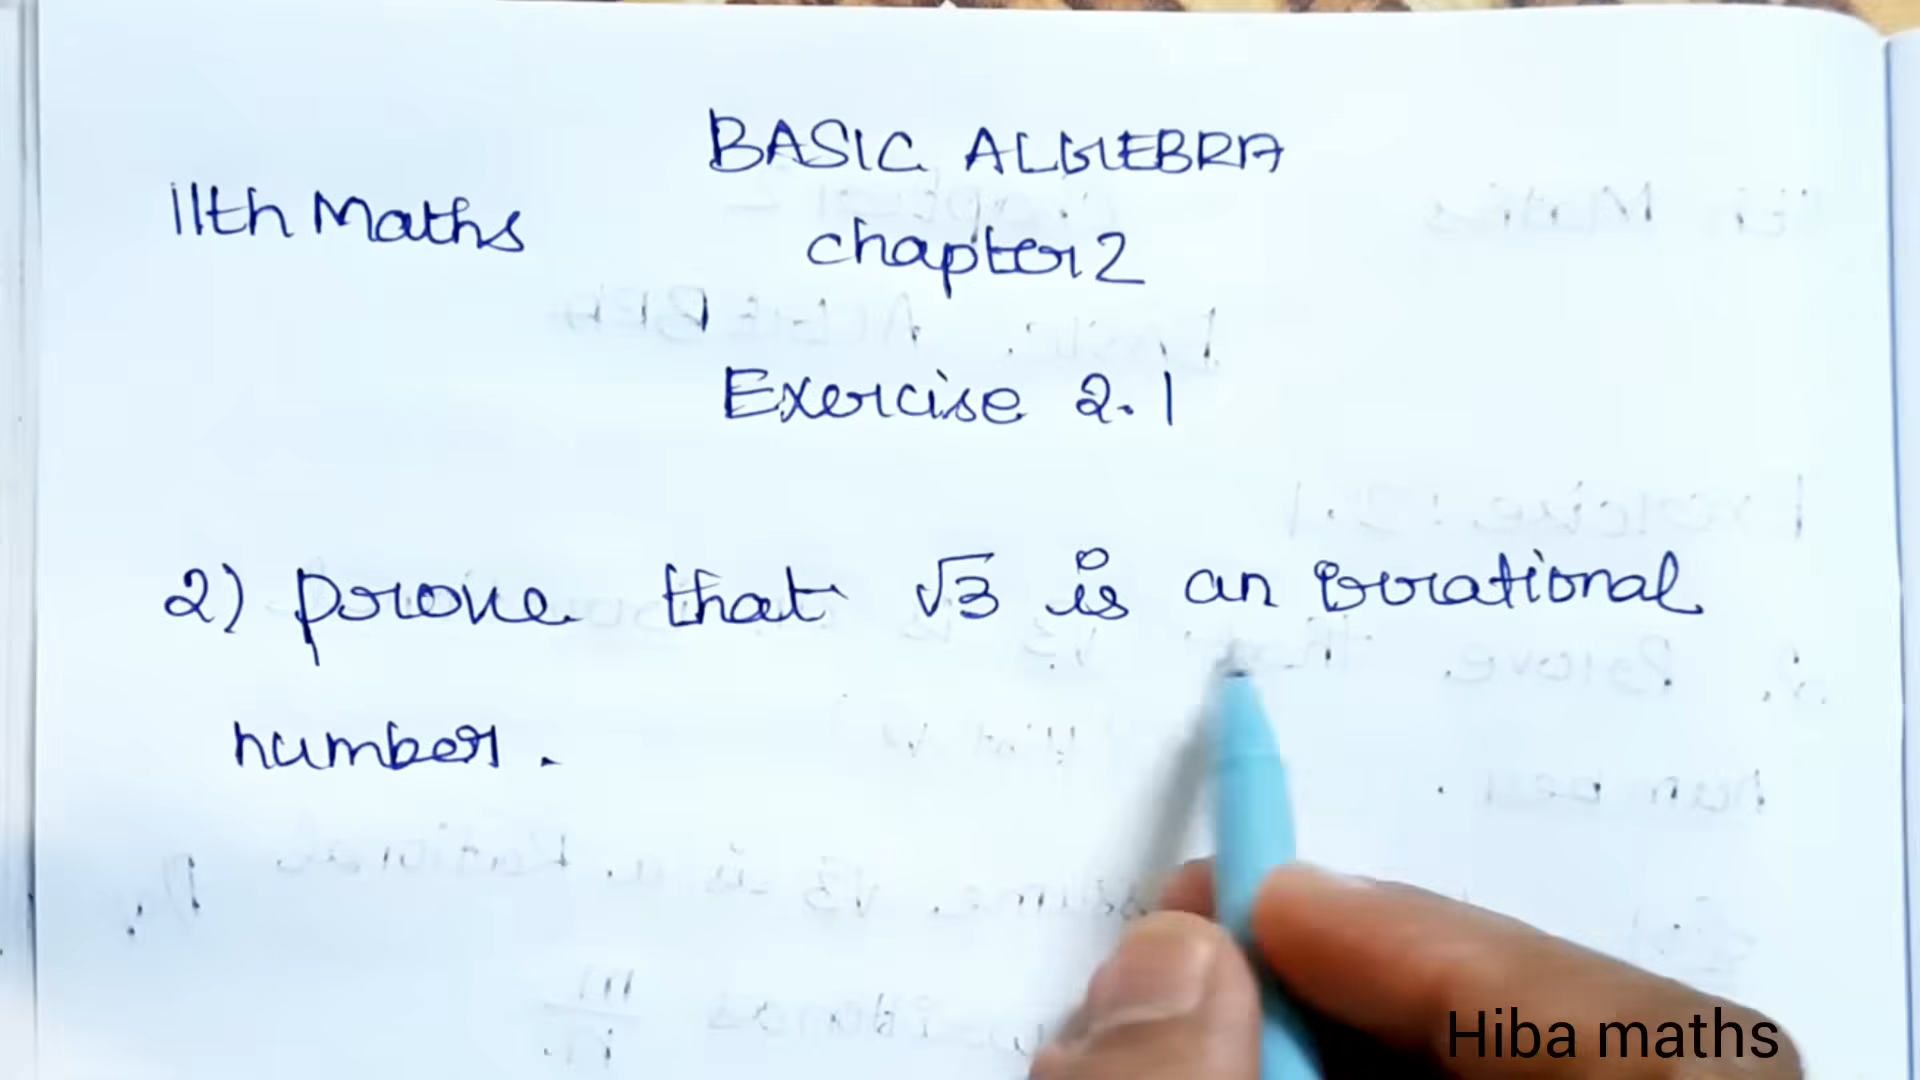 BASIC ALGEBRA
11th Maths
chapter 2
Exercise 2.1
2) prove that √3 is an irrational
number.
Hiba maths